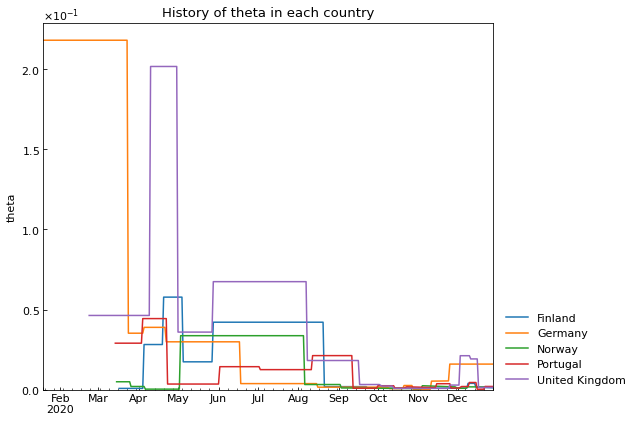 History of theta in each country
×10⁻¹
2.0
1.5
1.0
0.5
0.0
theta
Feb Mar Apr May Jun Jul Aug Sep Oct Nov Dec
2020
Finland
Germany
Norway
Portugal
United Kingdom